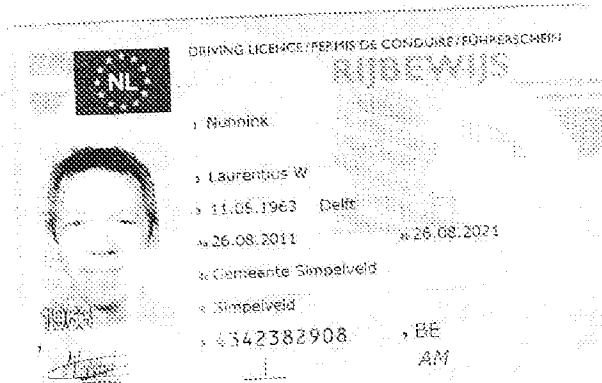 DRIVING LICENCE/PERMIS DE CONDUIRE/FÜHRERSCHEIN
NL
RIJBEWIJS
Nunnink
Laurentius W
11.05.1963 Delft
26.08.2011 26.08.2021
Gemeente Simpelveld
Simpelveld
4342382908 BE
AM